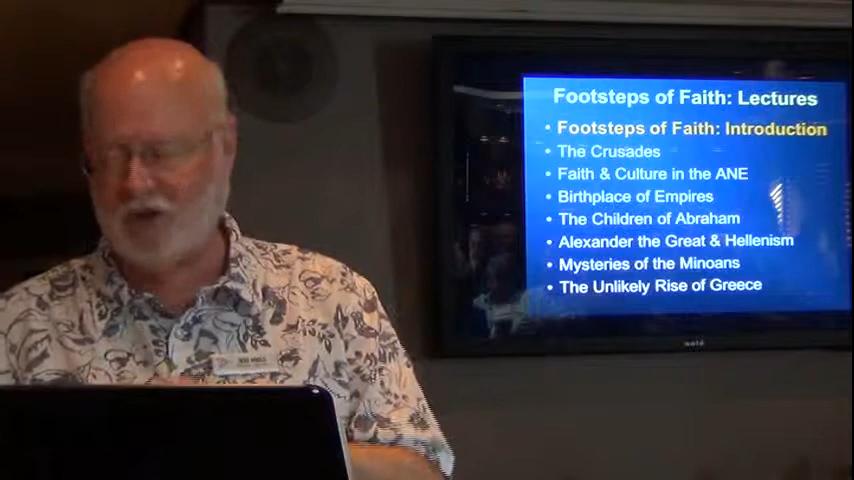 Footsteps of Faith: Lectures
• Footsteps of Faith: Introduction
• The Crusades
• Faith & Culture in the ANE
• Birthplace of Empires
• The Children of Abraham
• Alexander the Great & Hellenism
• Mysteries of the Minoans
• The Unlikely Rise of Greece